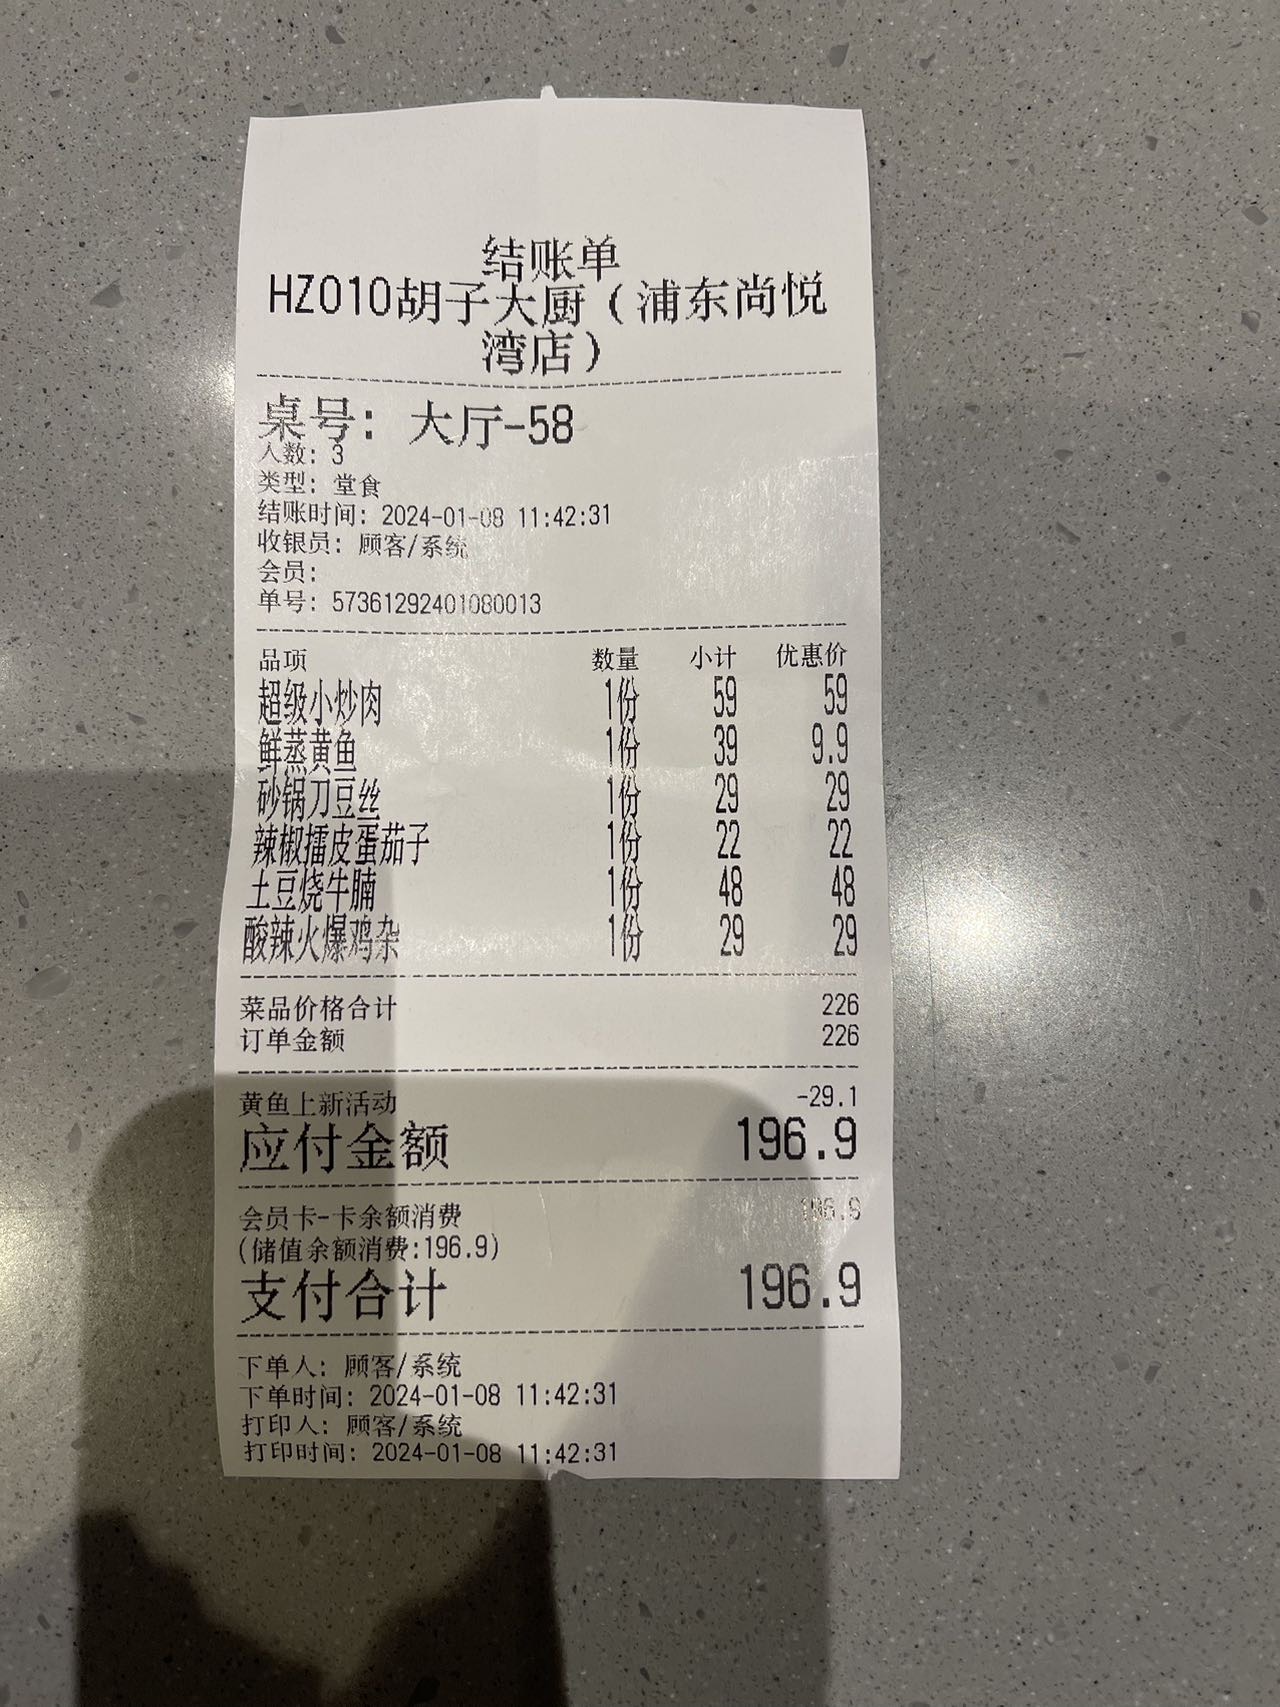 结账单
HZ010胡子大厨（浦东尚悦
湾店）
桌号：大厅-58
人数：3
类型：堂食
结账时间：2024-01-08 11:42:31
收银员：顾客/系统
会员：
单号：57361292401080013
品项 数量 小计 优惠价
超级小炒肉 1份 59 59
鲜蒸黄鱼 1份 39 9.9
砂锅刀豆丝 1份 29 29
辣椒擂皮蛋茄子 1份 22 22
土豆烧牛腩 1份 48 48
酸辣火爆鸡杂 1份 29 29
菜品价格合计 226
订单金额 226
黄鱼上新活动 -29.1
应付金额 196.9
会员卡-卡余额消费 196.9
(储值余额消费:196.9)
支付合计 196.9
下单人：顾客/系统
下单时间：2024-01-08 11:42:31
打印人：顾客/系统
打印时间：2024-01-08 11:42:31